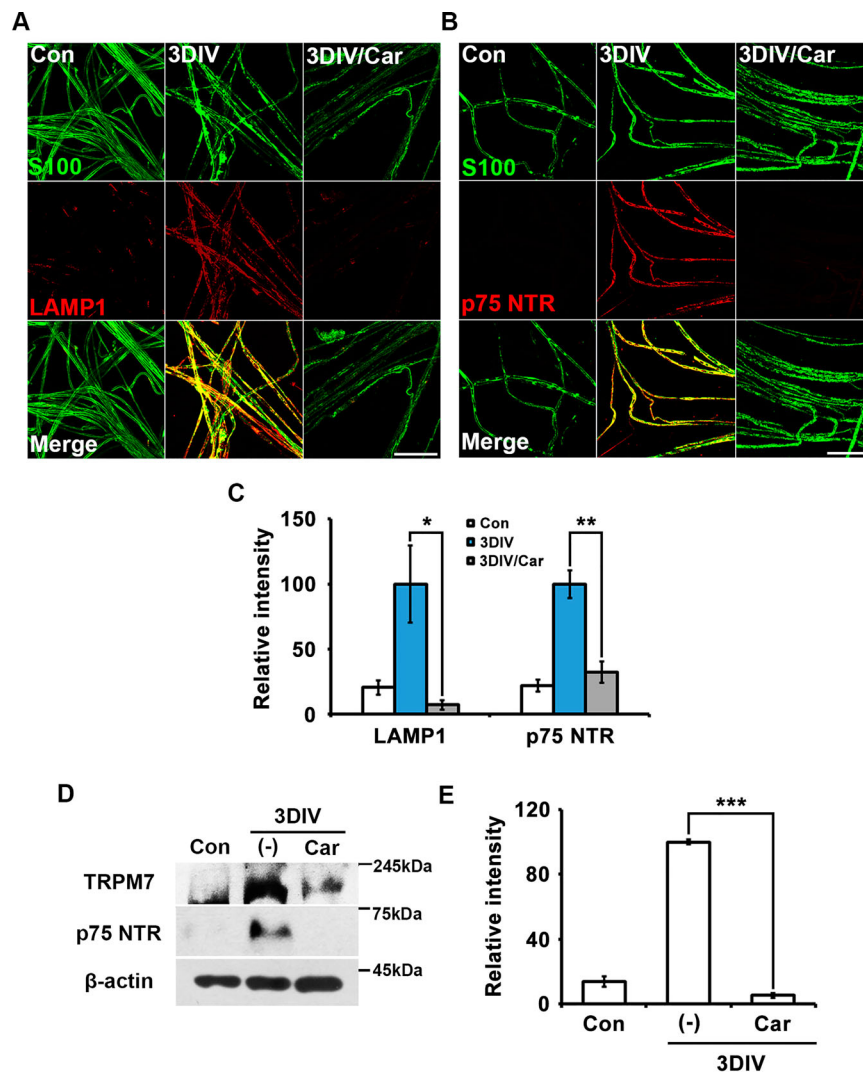 A
Con
3DIV
3DIV/Car
S100
LAMP1
Merge
B
Con
3DIV
3DIV/Car
S100
p75 NTR
Merge
C
Relative intensity
150
100
50
0
*
**
Con
3DIV
3DIV/Car
LAMP1
p75 NTR
D
3DIV
Con
(-)
Car
TRPM7
245kDa
p75 NTR
75kDa
β-actin
45kDa
E
Relative intensity
120
80
40
0
***
Con
(-)
Car
3DIV